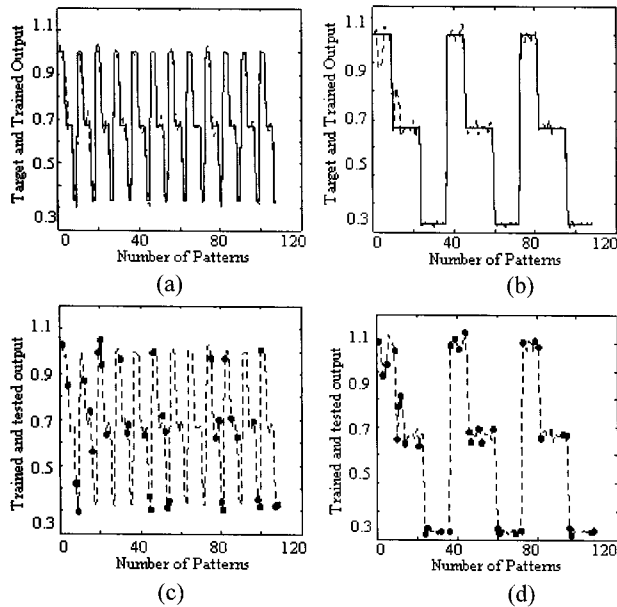 1.1
0.9
0.7
0.5
0.3
Target and Trained Output
0 40 80 120
Number of Patterns
(a)
1.1
0.9
0.7
0.5
0.3
Target and Trained Output
0 40 80 120
Number of Patterns
(b)
1.1
0.9
0.7
0.5
0.3
Trained and tested output
0 40 80 120
Number of Patterns
(c)
1.1
0.9
0.7
0.5
0.3
Trained and tested output
0 40 80 120
Number of Patterns
(d)